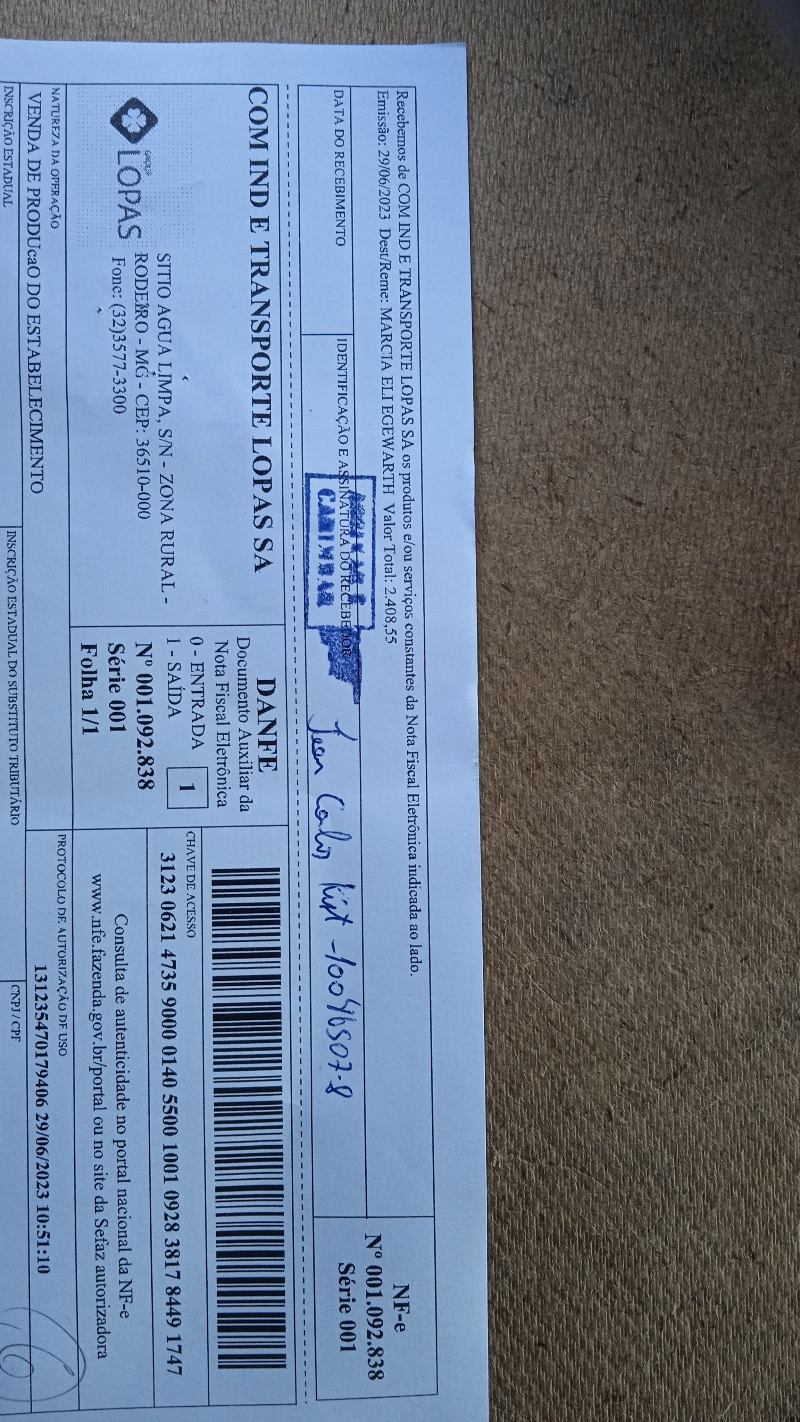 Recebemos de COM IND E TRANSPORTE LOPAS SA os produtos e/ou serviços constantes da Nota Fiscal Eletrônica indicada ao lado.
Emissão: 29/06/2023 Dest/Reme: MARCIA ELI EGEWARTH Valor Total: 2.408,55
DATA DO RECEBIMENTO
IDENTIFICAÇÃO E ASSINATURA DO RECEBEDOR
CARIMBAR
Jean Carlos -10046507-8
NF-e
Nº 001.092.838
Série 001
COM IND E TRANSPORTE LOPAS SA
GRUPO
LOPAS
SITIO AGUA LIMPA, S/N - ZONA RURAL -
RODEIRO - MG - CEP: 36510-000
Fone: (32)3577-3300
DANFE
Documento Auxiliar da
Nota Fiscal Eletrônica
0 - ENTRADA
1 - SAÍDA
1
Nº 001.092.838
Série 001
Folha 1/1
CHAVE DE ACESSO
3123 0621 4735 9000 0140 5500 1001 0928 3817 8449 1747
Consulta de autenticidade no portal nacional da NF-e
www.nfe.fazenda.gov.br/portal ou no site da Sefaz autorizadora
NATUREZA DA OPERAÇÃO
VENDA DE PRODUçãO DO ESTABELECIMENTO
PROTOCOLO DE AUTORIZAÇÃO DE USO
131235470179406 29/06/2023 10:51:10
INSCRIÇÃO ESTADUAL
INSCRIÇÃO ESTADUAL DO SUBSTITUTO TRIBUTÁRIO
CNPJ / CPF